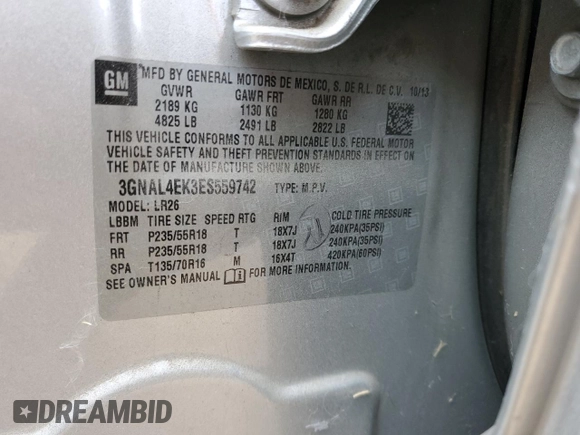 GM
MFD BY GENERAL MOTORS DE MEXICO, S. DE R.L. DE C.V. 10/13
GVWR GAWR FRT GAWR RR
2189 KG 1130 KG 1280 KG
4825 LB 2491 LB 2822 LB
THIS VEHICLE CONFORMS TO ALL APPLICABLE U.S. FEDERAL MOTOR
VEHICLE SAFETY AND THEFT PREVENTION STANDARDS IN EFFECT ON
THE DATE OF MANUFACTURE SHOWN ABOVE.
3GNAL4EK3ES559742 TYPE: M.P.V.
MODEL: LR26
LBBM TIRE SIZE SPEED RTG RIM COLD TIRE PRESSURE
FRT P235/55R18 T 18X7J 240KPA(35PSI)
RR P235/55R18 T 18X7J 240KPA(35PSI)
SPA T135/70R16 M 16X4T 420KPA(60PSI)
SEE OWNER'S MANUAL FOR MORE INFORMATION.
DREAMBID